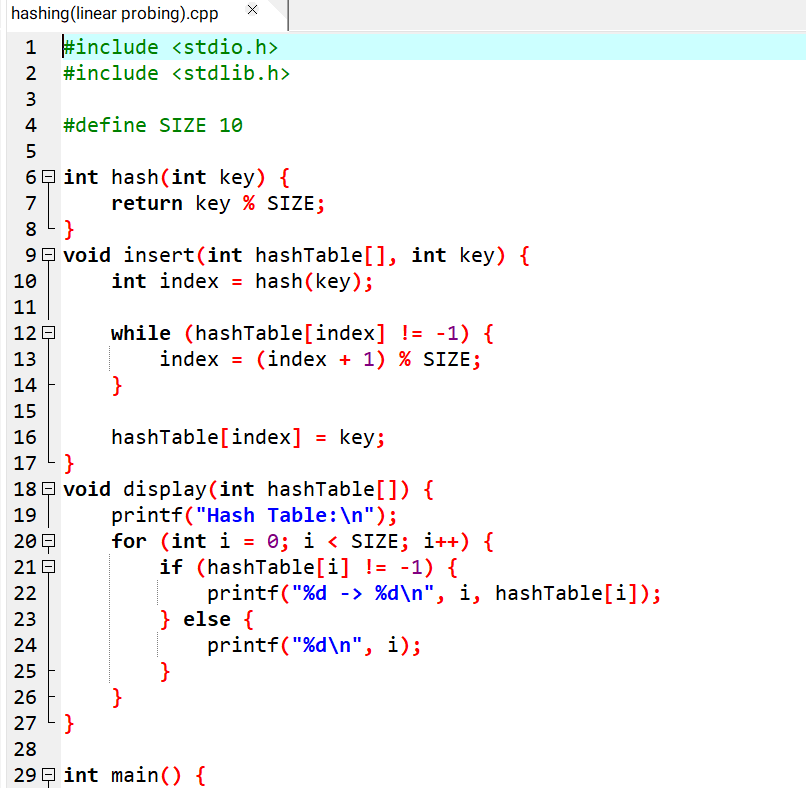 hashing(linear probing).cpp ×
1 #include <stdio.h>
2 #include <stdlib.h>
3
4 #define SIZE 10
5
6 int hash(int key) {
7     return key % SIZE;
8 }
9 void insert(int hashTable[], int key) {
10     int index = hash(key);
11
12     while (hashTable[index] != -1) {
13         index = (index + 1) % SIZE;
14     }
15
16     hashTable[index] = key;
17 }
18 void display(int hashTable[]) {
19     printf("Hash Table:\n");
20     for (int i = 0; i < SIZE; i++) {
21         if (hashTable[i] != -1) {
22             printf("%d -> %d\n", i, hashTable[i]);
23         } else {
24             printf("%d\n", i);
25         }
26     }
27 }
28
29 int main() {